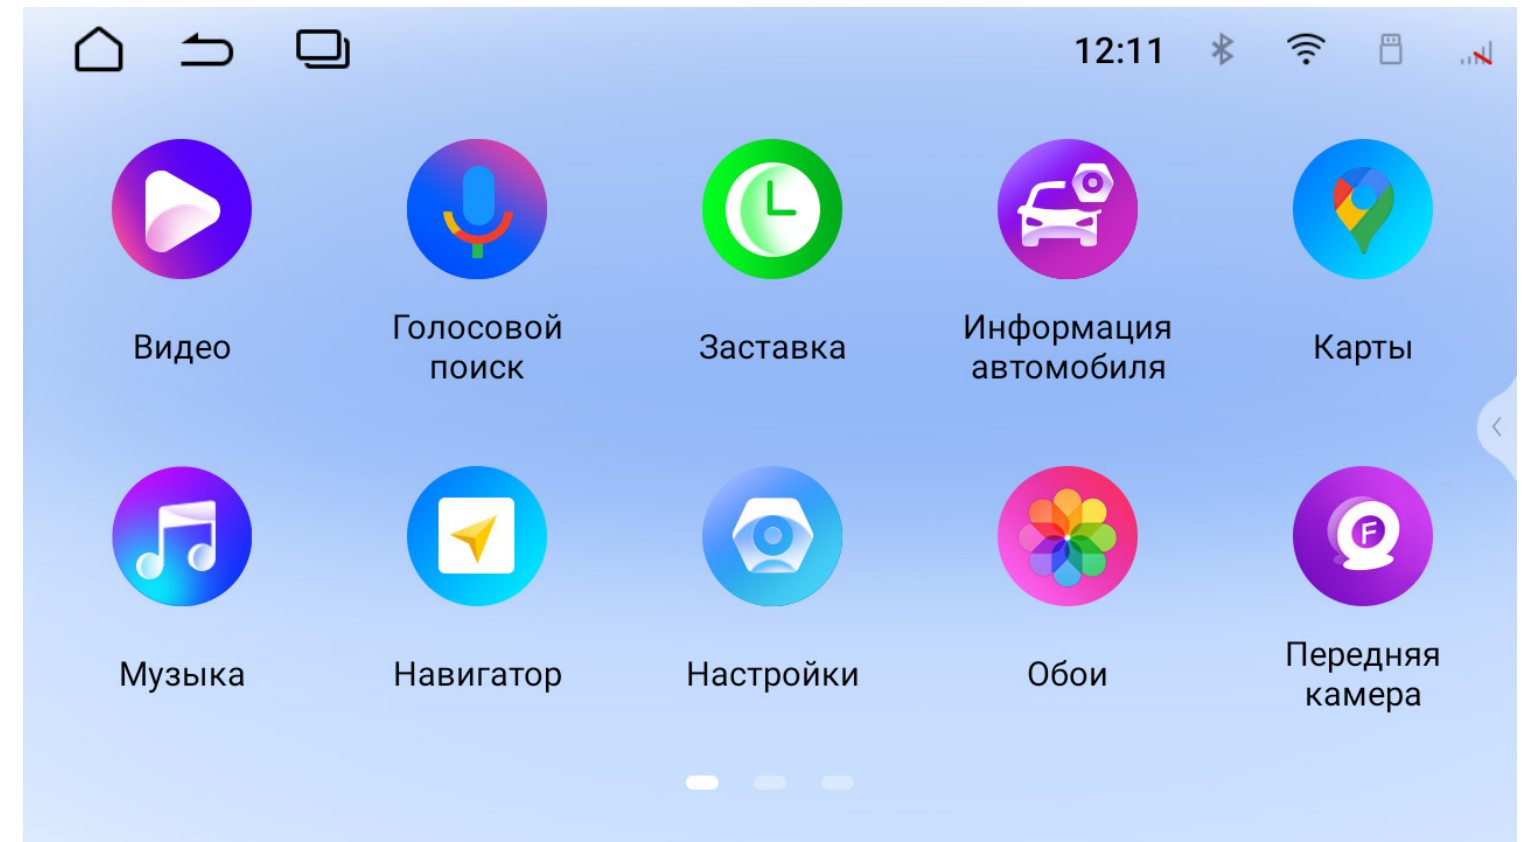 12:11
Видео
Голосовой
поиск
Заставка
Информация
автомобиля
Карты
Музыка
Навигатор
Настройки
Обои
F
Передняя
камера